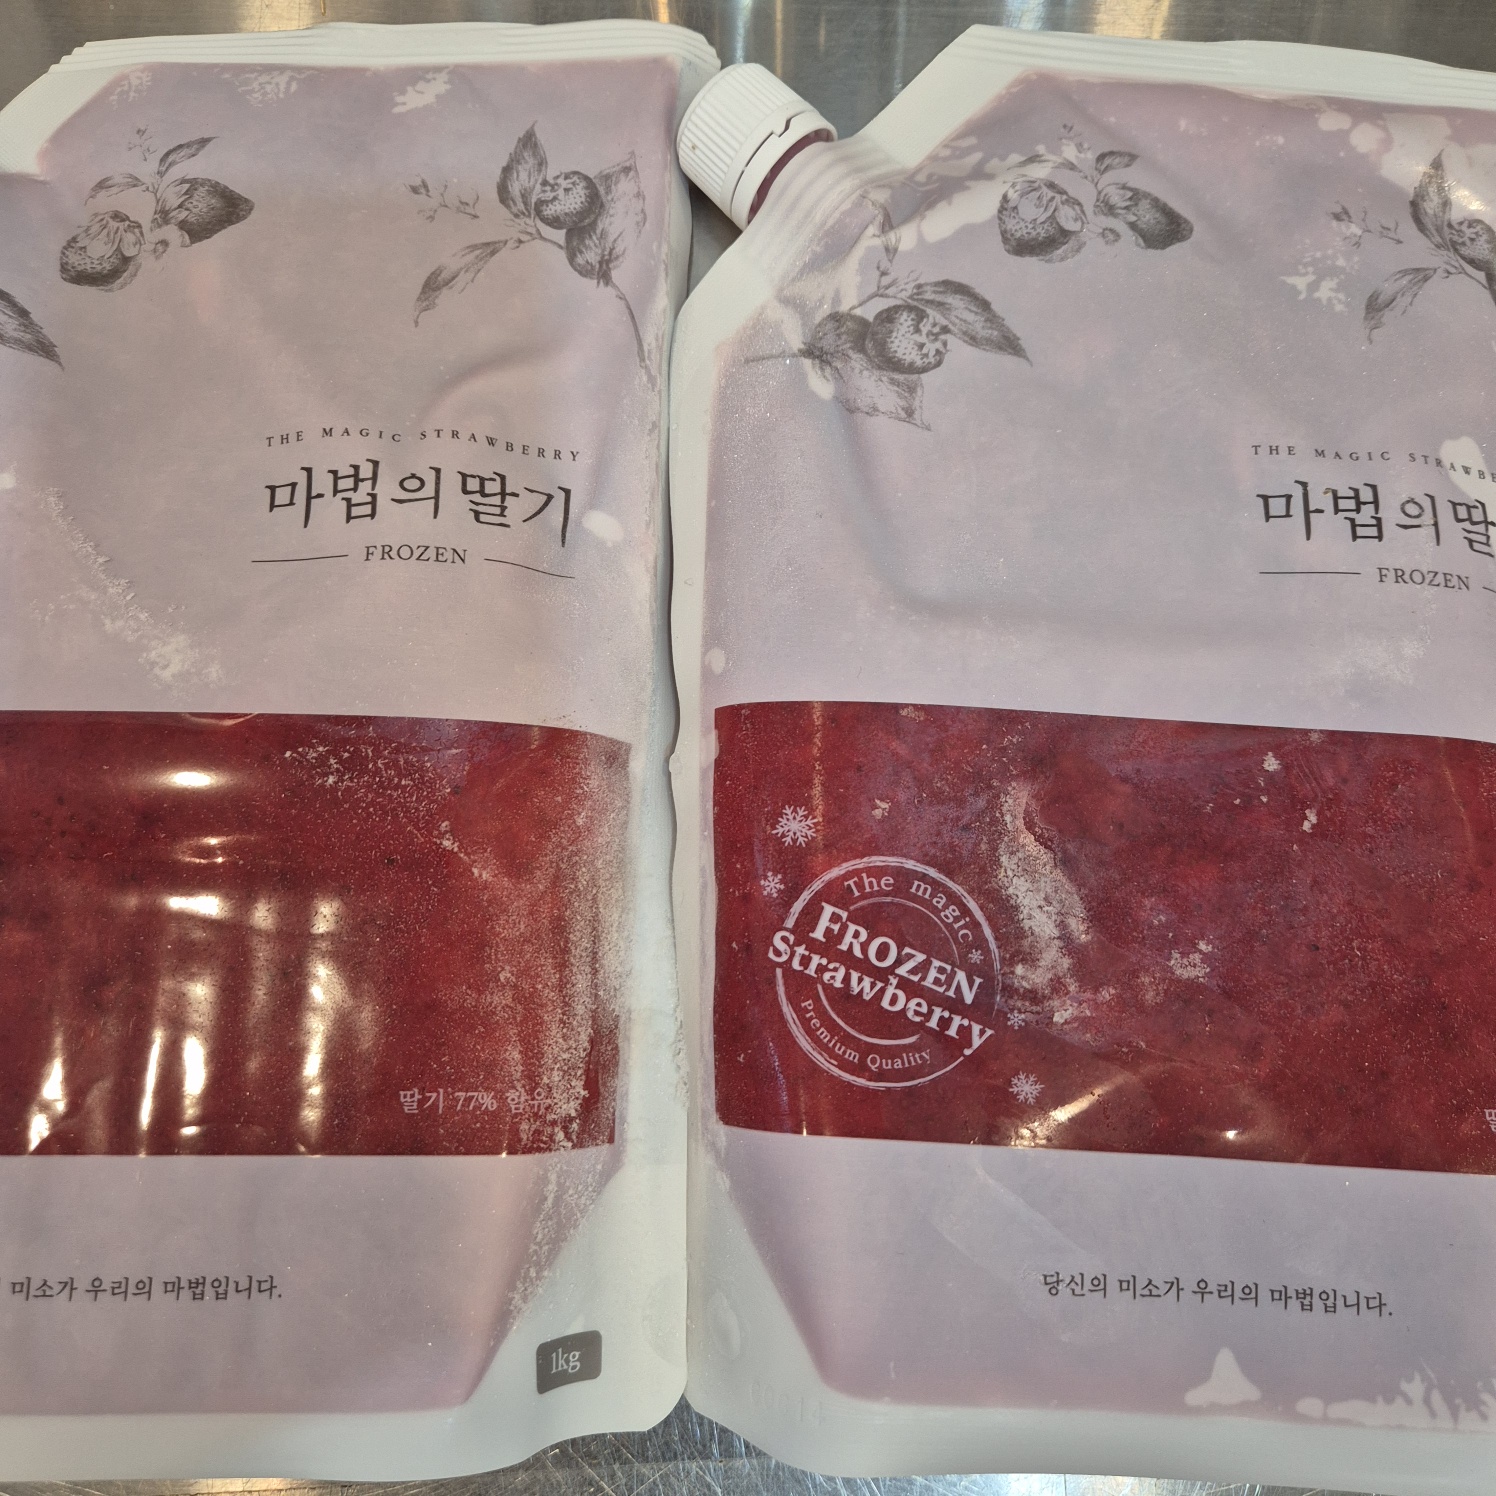 THE MAGIC STRAWBERRY
마법의 딸기
FROZEN
딸기 77% 함유
미소가 우리의 마법입니다.
1kg
THE MAGIC
마법의 딸
FROZEN
The magic
FROZEN
Strawberry
Premium Quality
당신의 미소가 우리의 마법입니다.